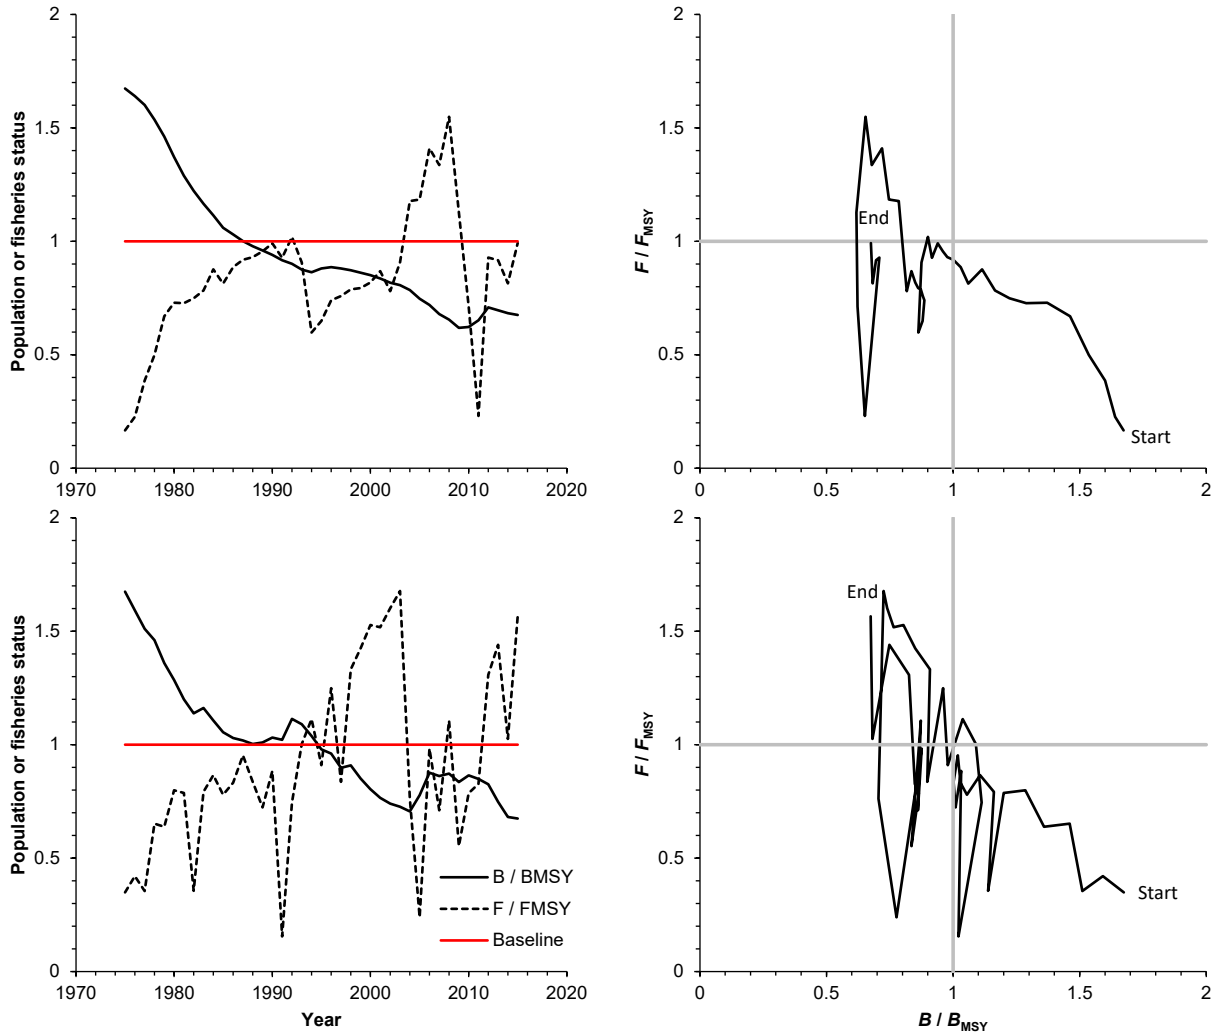 2
1.5
1
0.5
0
1970 1980 1990 2000 2010 2020
Population or fisheries status
2
1.5
1
0.5
0
0 0.5 1 1.5 2
F / FMSY
End
Start
2
1.5
1
0.5
0
1970 1980 1990 2000 2010 2020
Population or fisheries status
Year
B / BMSY
F / FMSY
Baseline
2
1.5
1
0.5
0
0 0.5 1 1.5 2
F / FMSY
B / BMSY
End
Start